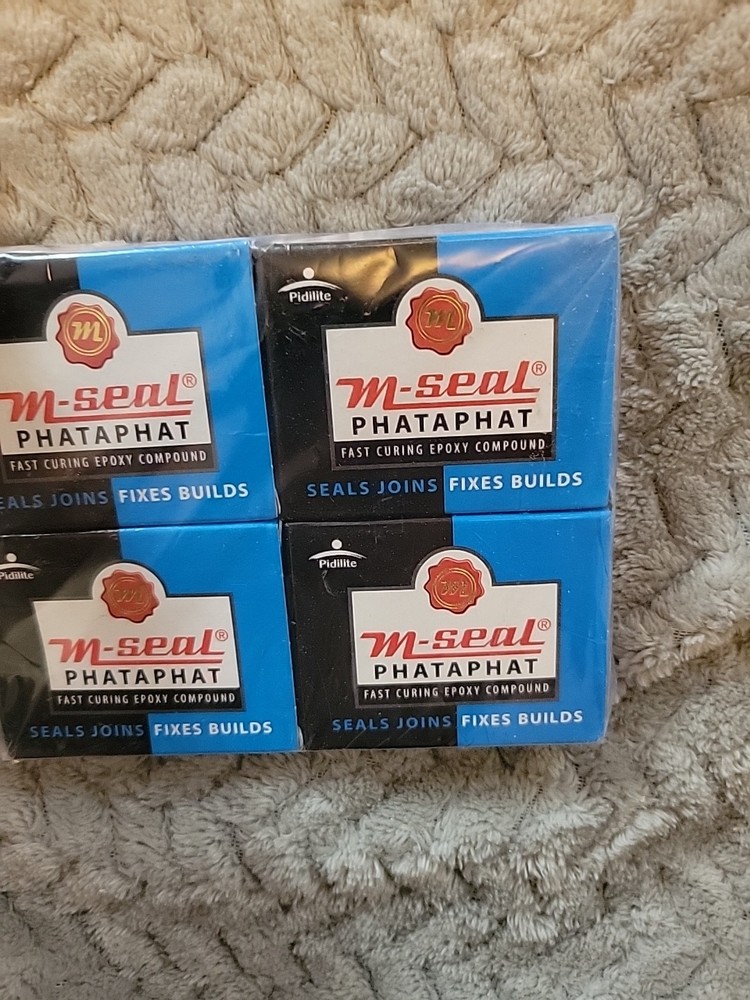 m
m-seal®
PHATAPHAT
FAST CURING EPOXY COMPOUND
EALS JOINS FIXES BUILDS
Pidilite
m
m-seal®
PHATAPHAT
FAST CURING EPOXY COMPOUND
SEALS JOINS FIXES BUILDS
Pidilite
m
m-seal®
PHATAPHAT
FAST CURING EPOXY COMPOUND
SEALS JOINS FIXES BUILDS
Pidilite
m
m-seal®
PHATAPHAT
FAST CURING EPOXY COMPOUND
SEALS JOINS FIXES BUILDS